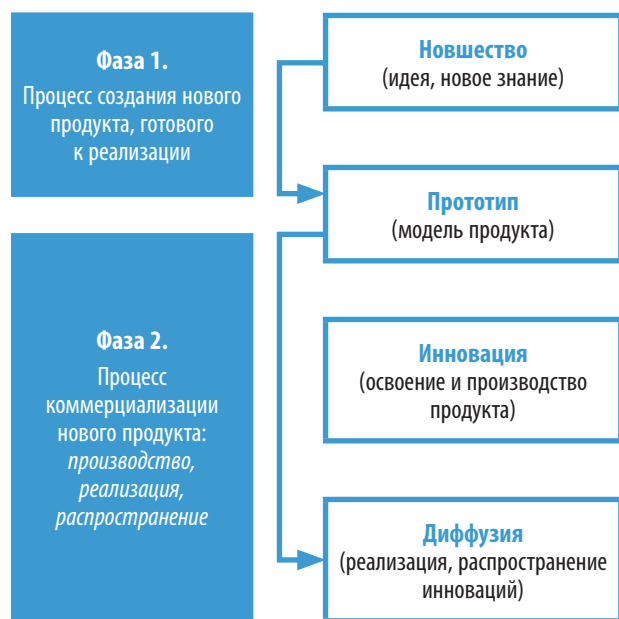 Фаза 1.
Процесс создания нового
продукта, готового
к реализации
Новшество
(идея, новое знание)
Прототип
(модель продукта)
Фаза 2.
Процесс
коммерциализации
нового продукта:
производство,
реализация,
распространение
Инновация
(освоение и производство
продукта)
Диффузия
(реализация, распространение
инноваций)